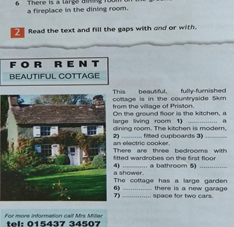 6 There is a large dining room on the
a fireplace in the dining room.
2 Read the text and fill the gaps with and or with.
FOR RENT
BEAUTIFUL COTTAGE
This beautiful, fully-furnished
cottage is in the countryside 5km
from the village of Priston.
On the ground floor is the kitchen, a
large living room 1) ............. a
dining room. The kitchen is modern,
2) ........ fitted cupboards 3) ........
an electric cooker.
There are three bedrooms with
fitted wardrobes on the first floor
4) ............ a bathroom 5) .............
a shower.
The cottage has a large garden
6) ............. there is a new garage
7) ............. space for two cars.
For more information call Mrs Miller
tel: 015437 34507